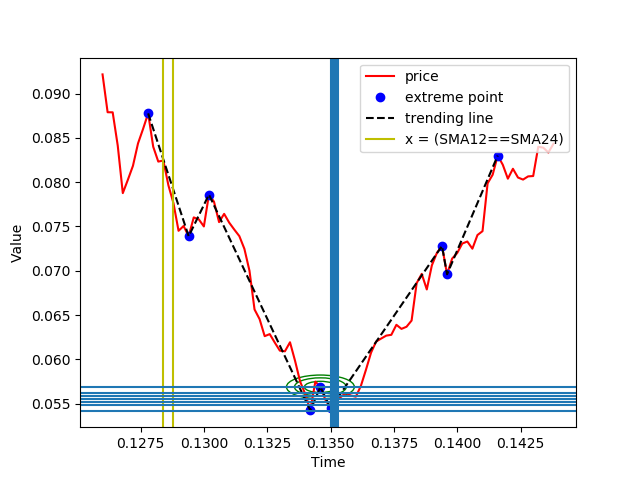 price
extreme point
trending line
x = (SMA12==SMA24)
0.090
0.085
0.080
0.075
0.070
0.065
0.060
0.055
Value
0.1275 0.1300 0.1325 0.1350 0.1375 0.1400 0.1425
Time